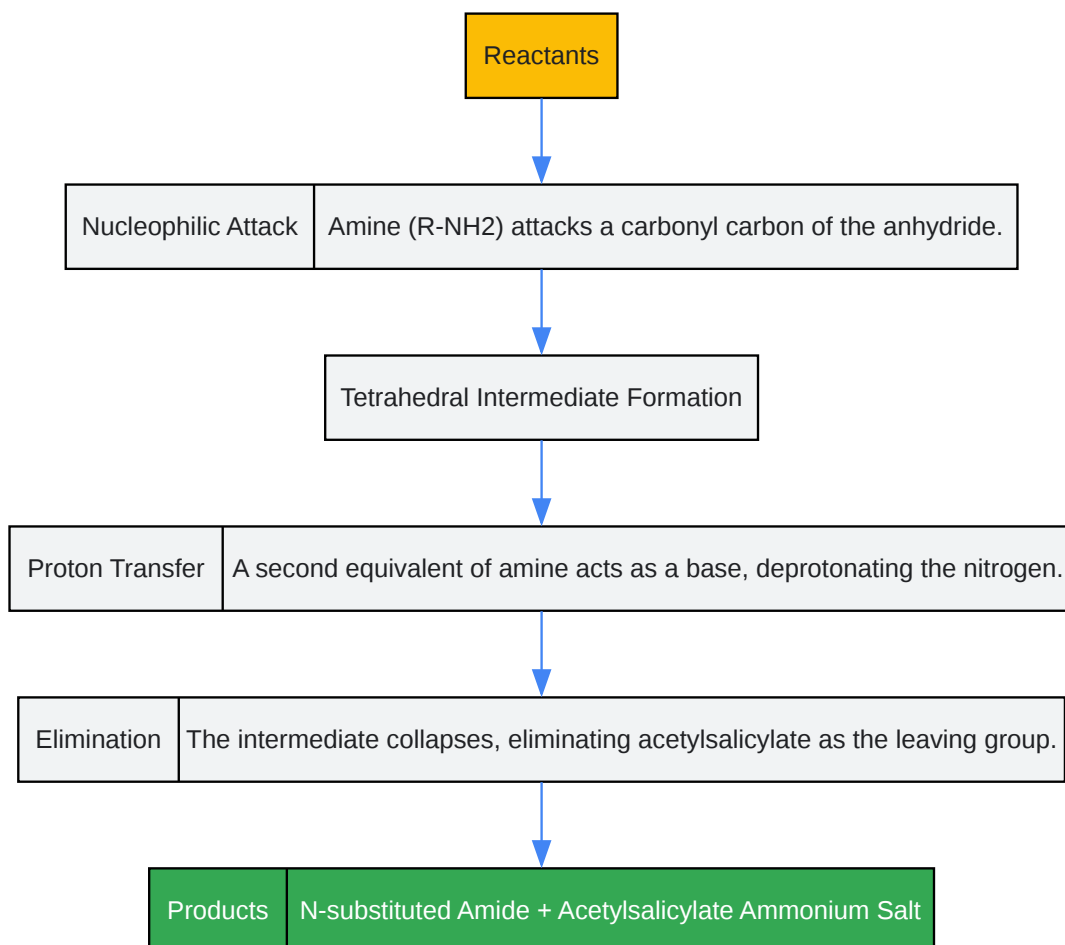 Reactants
Nucleophilic Attack
Amine (R-NH2) attacks a carbonyl carbon of the anhydride.
Tetrahedral Intermediate Formation
Proton Transfer
A second equivalent of amine acts as a base, deprotonating the nitrogen.
Elimination
The intermediate collapses, eliminating acetylsalicylate as the leaving group.
Products
N-substituted Amide + Acetylsalicylate Ammonium Salt